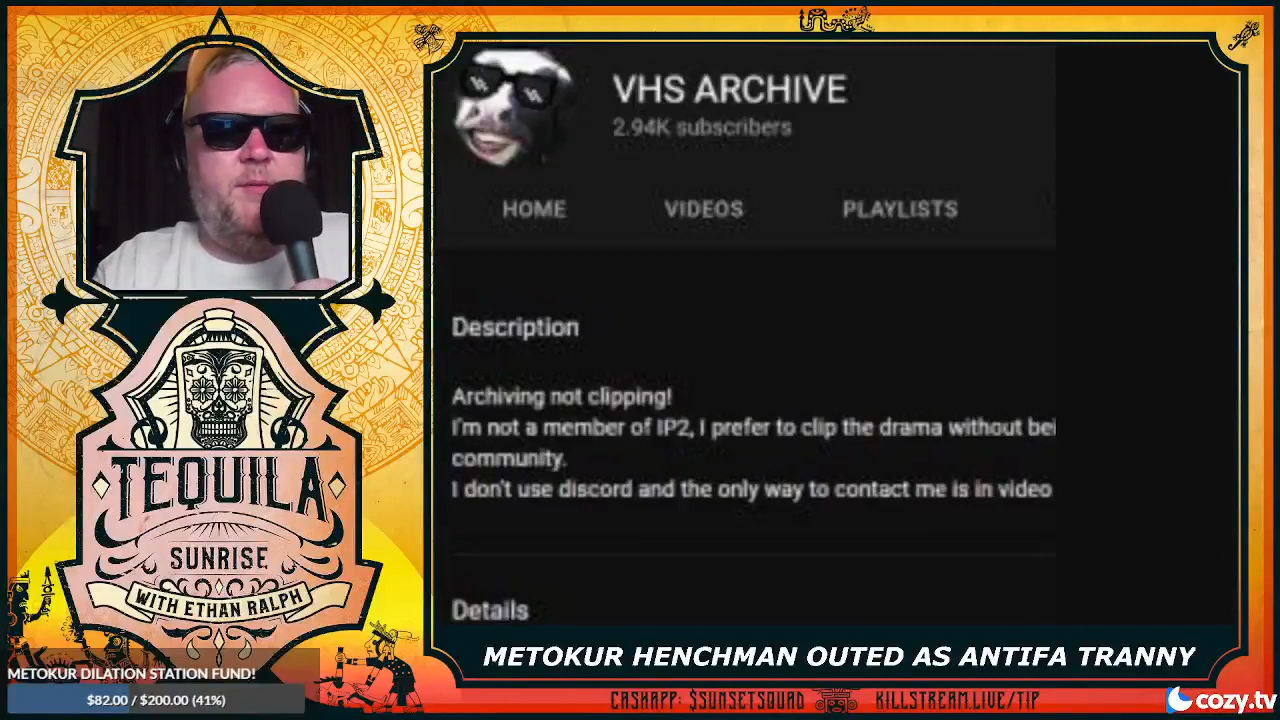 VHS ARCHIVE
2.94K subscribers
HOME VIDEOS PLAYLISTS
Description
Archiving not clipping!
I'm not a member of IP2, I prefer to clip the drama without bei
community.
I don't use discord and the only way to contact me is in video
Details
TEQUILA
SUNRISE
WITH ETHAN RALPH
METOKUR DILATION STATION FUND!
$82.00 / $200.00 (41%)
METOKUR HENCHMAN OUTED AS ANTIFA TRANNY
CASHAPP: $SUNSETSQUAD KILLSTREAM.LIVE/TIP
cozy.tv